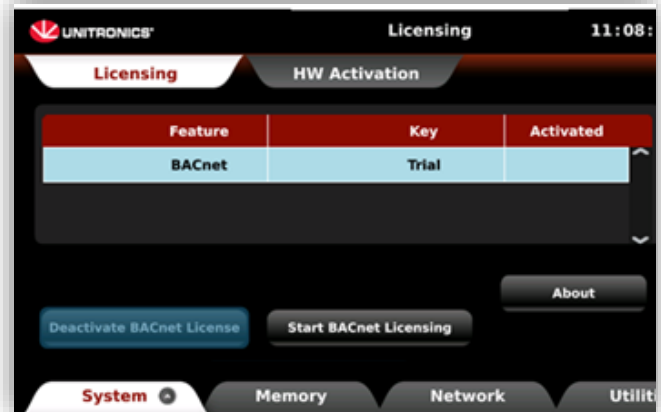 UNITRONICS Licensing 11:08:
Licensing HW Activation
Feature Key Activated
BACnet Trial
About
Deactivate BACnet License Start BACnet Licensing
System Memory Network Utiliti